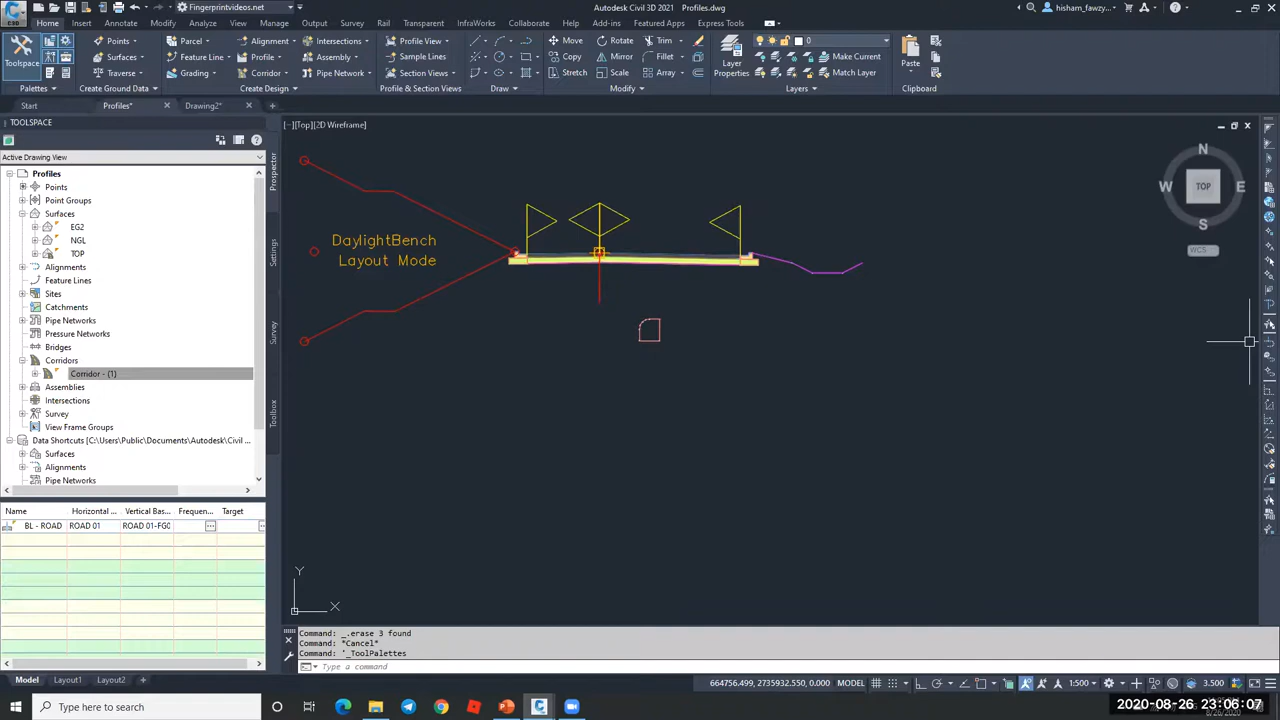 Fingerprintvideos.net
Autodesk Civil 3D 2021 Profiles.dwg
hisham_fawzy...
C3D
Home Insert Annotate Modify Analyze View Manage Output Survey Rail Transparent InfraWorks Collaborate Help Add-ins Featured Apps Express Tools
Toolspace
Points
Surfaces
Traverse
Parcel
Feature Line
Grading
Alignment
Profile
Corridor
Intersections
Assembly
Pipe Network
Profile View
Sample Lines
Section Views
Move
Copy
Stretch
Rotate
Mirror
Scale
Trim
Fillet
Array
Layer
Properties
0
Make Current
Match Layer
Paste
Palettes
Create Ground Data
Create Design
Profile & Section Views
Draw
Modify
Layers
Clipboard
Start Profiles* Drawing2*
TOOLSPACE
Active Drawing View
Profiles
Points
Point Groups
Surfaces
EG2
NGL
TOP
Alignments
Feature Lines
Sites
Catchments
Pipe Networks
Pressure Networks
Bridges
Corridors
Corridor - (1)
Assemblies
Intersections
Survey
View Frame Groups
Data Shortcuts [C:\Users\Public\Documents\Autodesk\Civil ...
Surfaces
Alignments
Pipe Networks
Prospector
Settings
Survey
Toolbox
Name Horizontal ... Vertical Bas... Frequen... Target
BL - ROAD ROAD 01 ROAD 01-FG0
[−][Top][2D Wireframe]
DaylightBench
Layout Mode
N
W TOP E
S
WCS
Y
X
Command: _.erase 3 found
Command: *Cancel*
Command: '_ToolPalettes
Type a command
Model Layout1 Layout2
664756.499, 2735932.550, 0.000 MODEL 1:500 3.500
Type here to search
2020-08-26 23:06:07